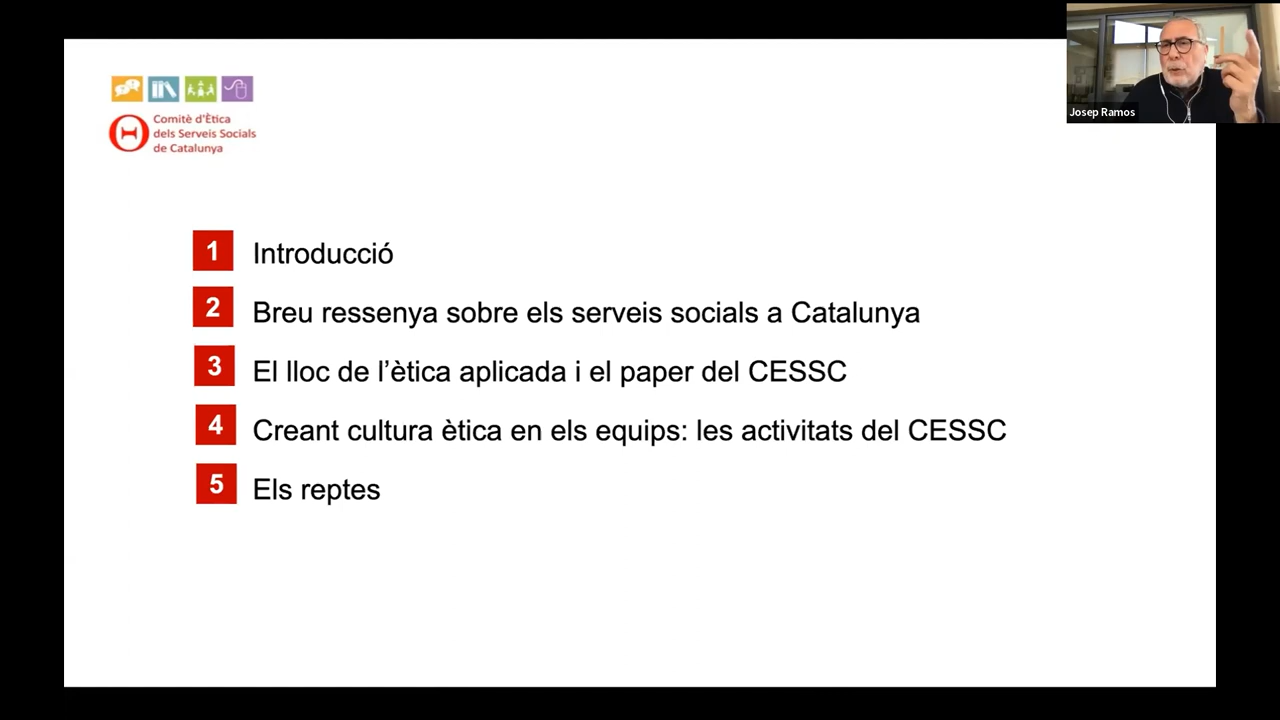 Comitè d'Ètica
dels Serveis Socials
de Catalunya
Josep Ramos
1 Introducció
2 Breu ressenya sobre els serveis socials a Catalunya
3 El lloc de l'ètica aplicada i el paper del CESSC
4 Creant cultura ètica en els equips: les activitats del CESSC
5 Els reptes